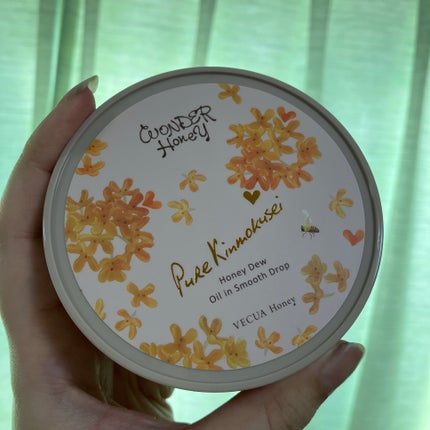 WONDER
Honey
Pure Kinmokusei
Honey Dew
Oil in Smooth Drop
VECUA Honey